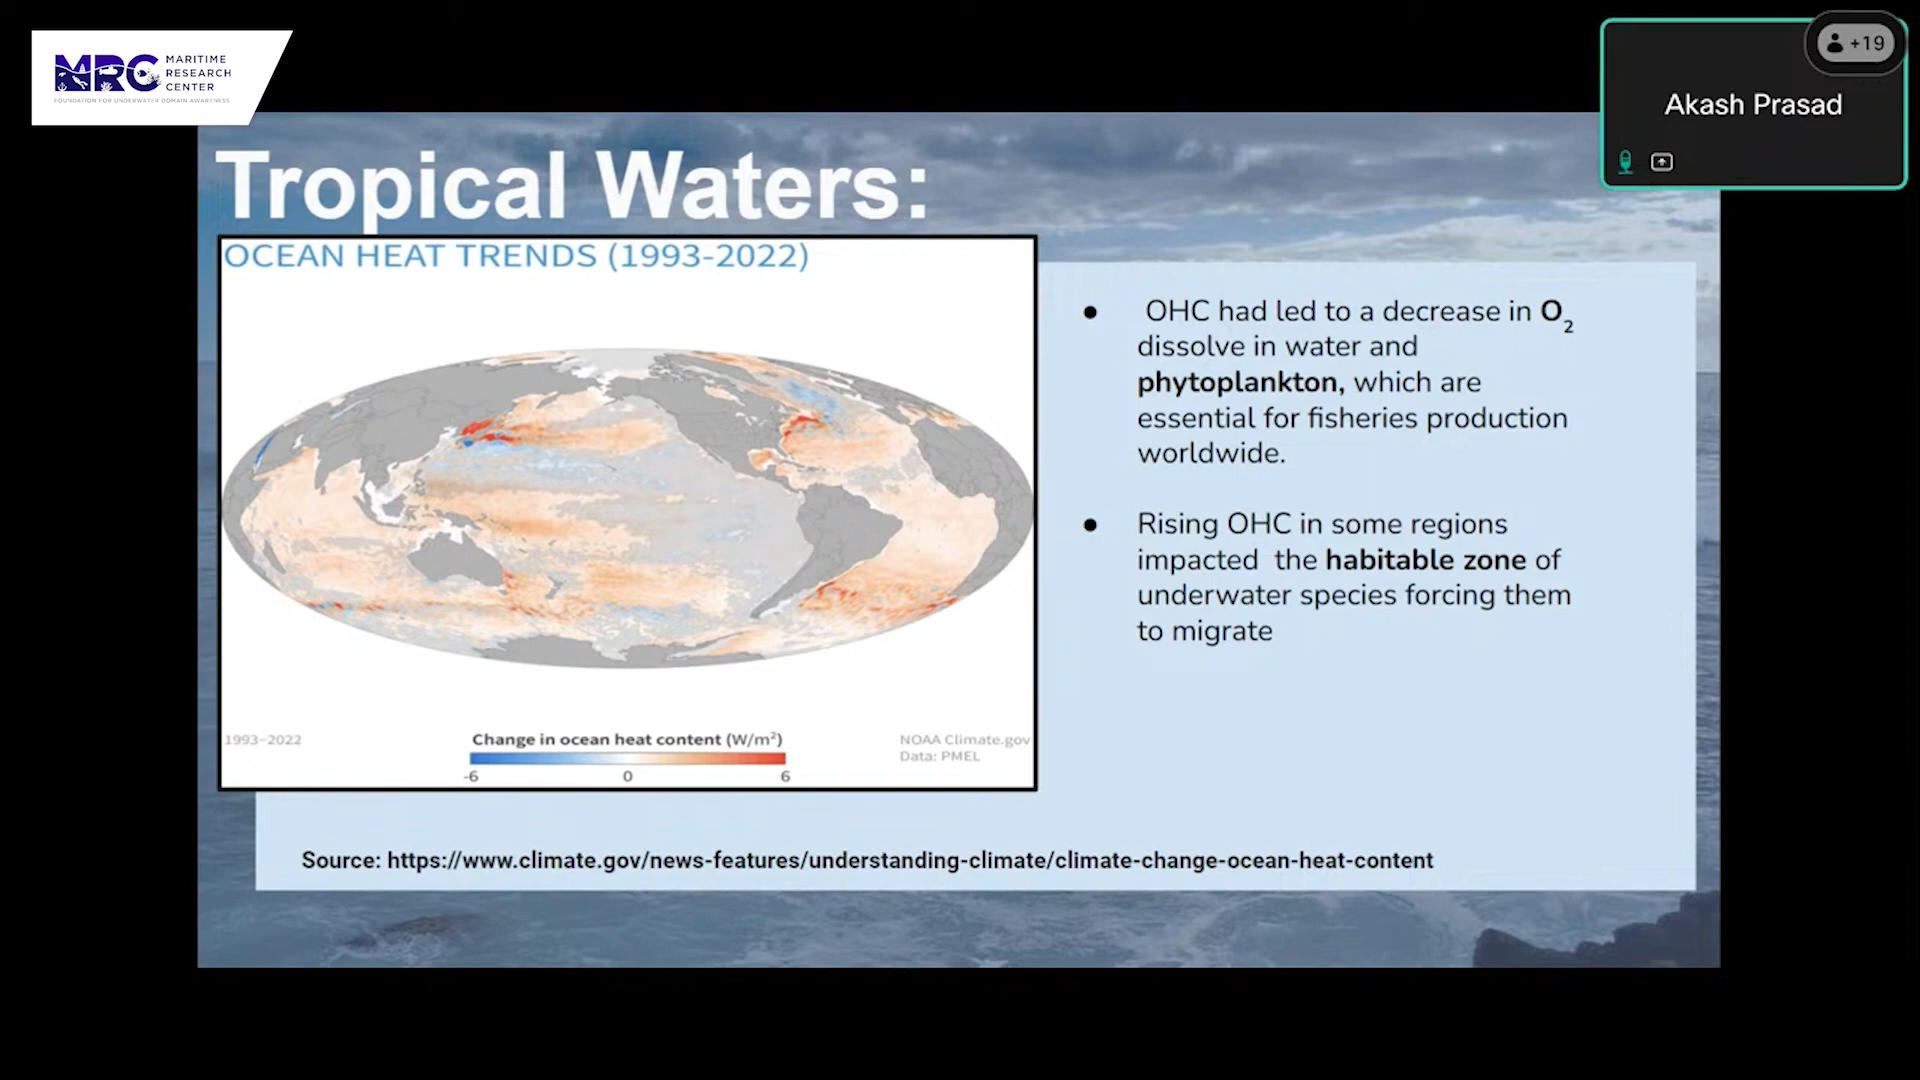 MRC MARITIME
RESEARCH
CENTER
FOUNDATION FOR UNDERWATER DOMAIN AWARENESS
+19
Akash Prasad
Tropical Waters:
OCEAN HEAT TRENDS (1993-2022)
1993-2022
Change in ocean heat content (W/m²)
-6 0 6
NOAA Climate.gov
Data: PMEL
● OHC had led to a decrease in O₂
dissolve in water and
phytoplankton, which are
essential for fisheries production
worldwide.
● Rising OHC in some regions
impacted the habitable zone of
underwater species forcing them
to migrate
Source: https://www.climate.gov/news-features/understanding-climate/climate-change-ocean-heat-content